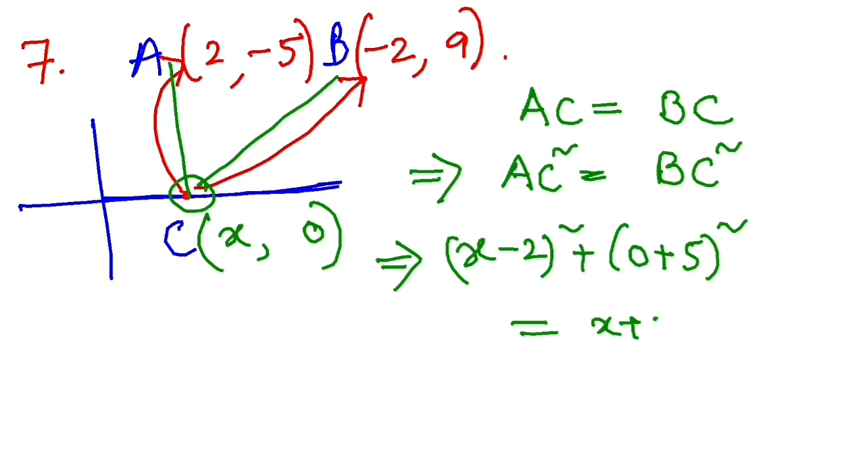 7. A (2, -5) B (-2, 9).
AC = BC
⇒ AC~ = BC~
C (x, 0)
⇒ (x-2)~ + (0+5)~
= x+